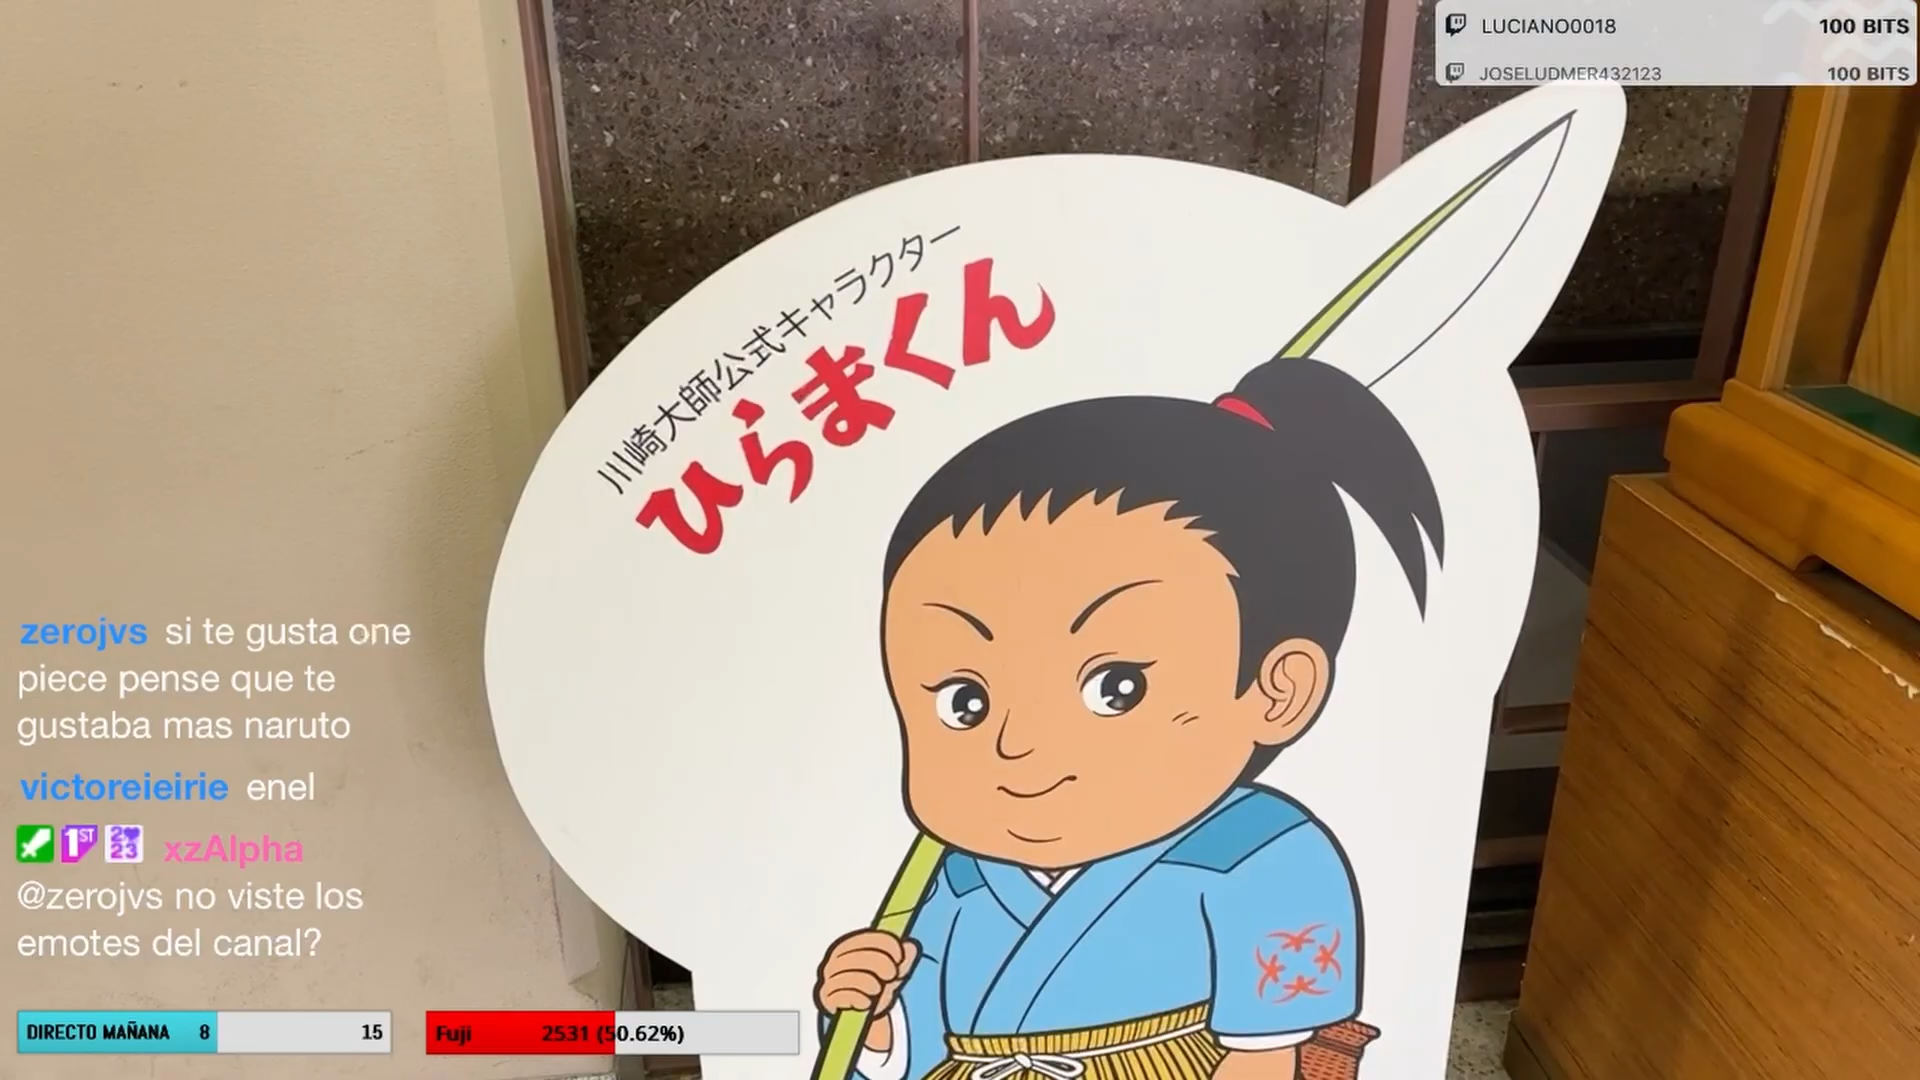 LUCIANO0018 100 BITS
JOSELUDMER432123 100 BITS
川崎大師公式キャラクター
ひらまくん
zerojvs si te gusta one
piece pense que te
gustaba mas naruto
victoreieirie enel
1ST 23 xzAlpha
@zerojvs no viste los
emotes del canal?
DIRECTO MAÑANA 8 15
Fuji 2531 (50.62%)